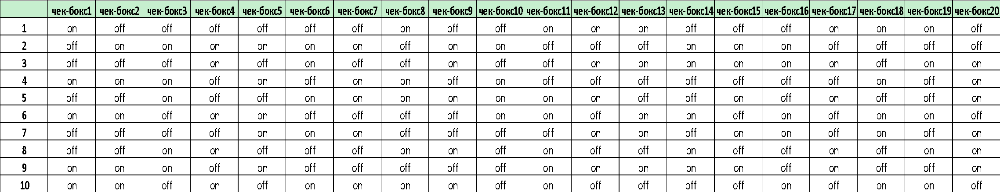 чек-бокс1 чек-бокс2 чек-бокс3 чек-бокс4 чек-бокс5 чек-бокс6 чек-бокс7 чек-бокс8 чек-бокс9 чек-бокс10 чек-бокс11 чек-бокс12 чек-бокс13 чек-бокс14 чек-бокс15 чек-бокс16 чек-бокс17 чек-бокс18 чек-бокс19 чек-бокс20
1 on off off off off off off on off off on on on off off off on on on off
2 off on on on on on on off on on off off off on on on off off off off
3 off off off on off on off off on off off on on on on on on off on on
4 on on on off on off on on off on off off off off off off off on off on
5 off off on off off on on on on on on on off off on off on off off on
6 on on off on on off off off off on on off on on off on off on on off
7 off off off off on on on off off off off on on off on on off on off on
8 off off on on off off off on on off on off off on off off on off on on
9 on on on off on off off off off off on on on on on off on off off on
10 on on off on off on on on on off on off off off off on off on on off